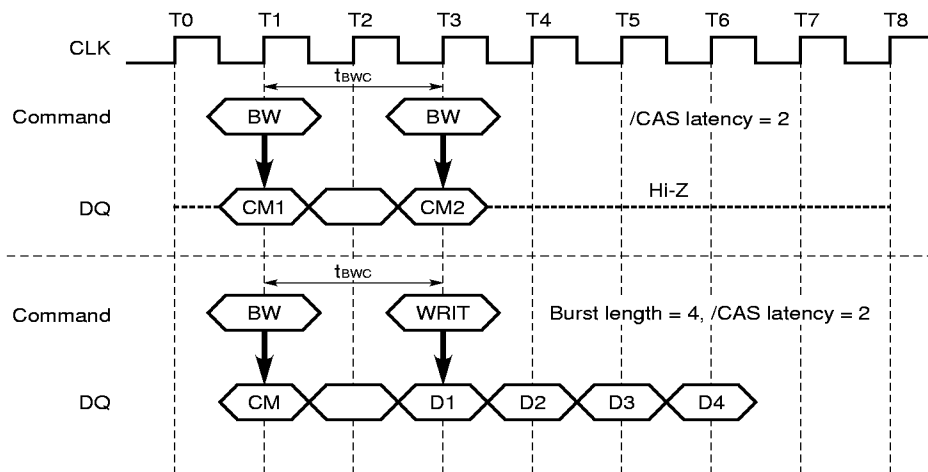 T0 T1 T2 T3 T4 T5 T6 T7 T8
CLK
tBWC
Command BW BW /CAS latency = 2
Hi-Z
DQ CM1 CM2
tBWC
Command BW WRIT Burst length = 4, /CAS latency = 2
DQ CM D1 D2 D3 D4